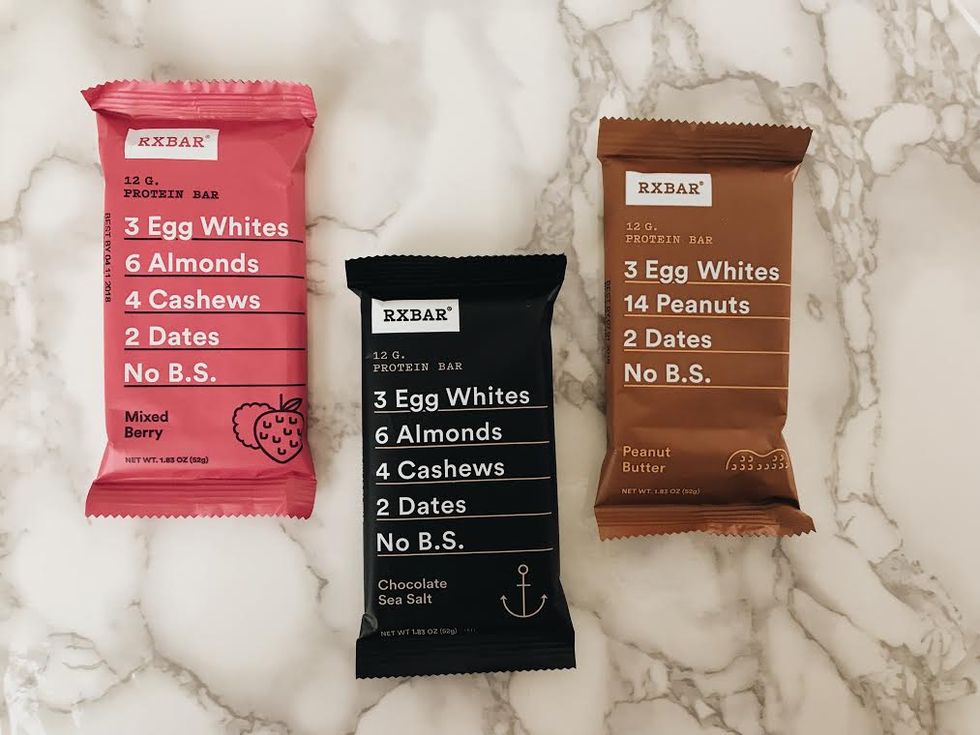 RXBAR®
12 G.
PROTEIN BAR
3 Egg Whites
6 Almonds
4 Cashews
2 Dates
No B.S.
Mixed
Berry
NET WT. 1.83 OZ (52g)
BEST BY 04 11 2018
RXBAR®
12 G.
PROTEIN BAR
3 Egg Whites
6 Almonds
4 Cashews
2 Dates
No B.S.
Chocolate
Sea Salt
NET WT 1.83 OZ (52g)
RXBAR®
12 G.
PROTEIN BAR
3 Egg Whites
14 Peanuts
2 Dates
No B.S.
Peanut
Butter
NET WT. 1.83 OZ (52g)